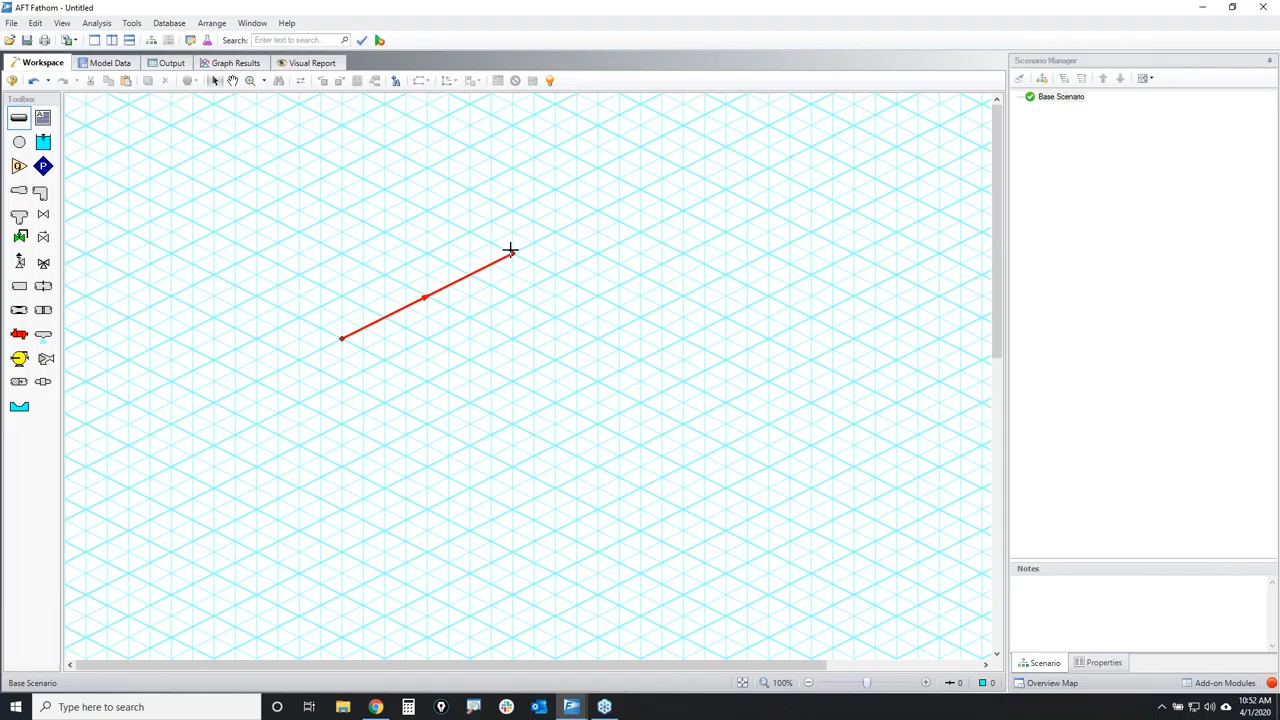 AFT Fathom - Untitled
File Edit View Analysis Tools Database Arrange Window Help
Search: Enter text to search...
Workspace Model Data Output Graph Results Visual Report
Scenario Manager
Toolbox
Base Scenario
Notes
Scenario Properties
Base Scenario 100% 0 0 Overview Map Add-on Modules
Type here to search
10:52 AM
4/1/2020